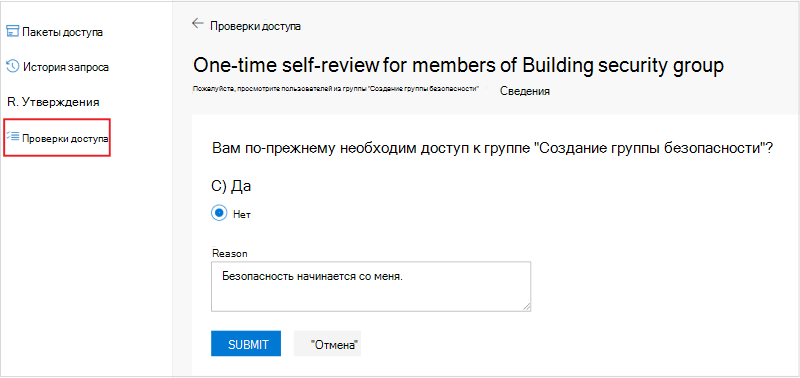 Пакеты доступа
История запроса
R. Утверждения
Проверки доступа
Проверки доступа
One-time self-review for members of Building security group
Пожалуйста, просмотрите пользователей из группы "Создание группы безопасности"
Сведения
Вам по-прежнему необходим доступ к группе "Создание группы безопасности"?
С) Да
Нет
Reason
Безопасность начинается со меня.
SUBMIT
"Отмена"